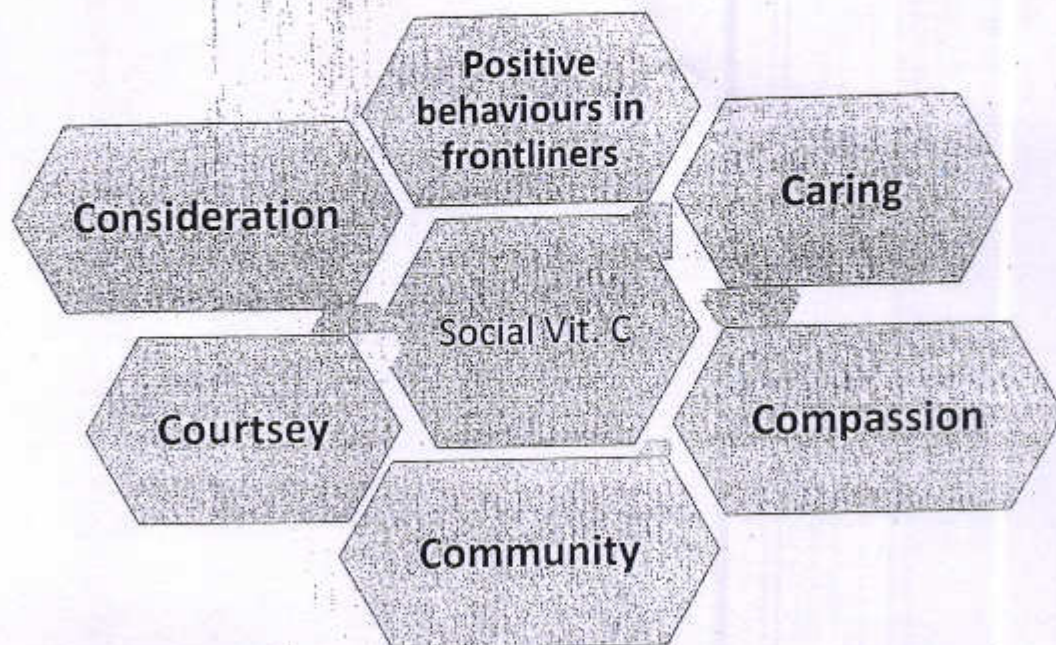 Positive
behaviours in
frontliners
Consideration
Caring
Social Vit. C
Courtsey
Compassion
Community